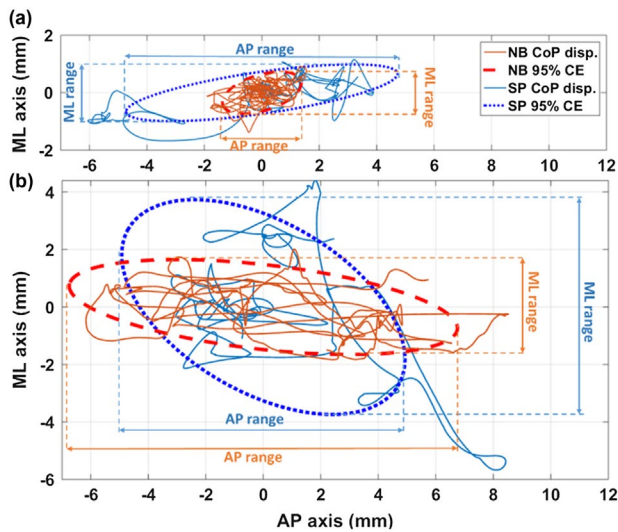 (a)
ML axis (mm)
2
0
-2
AP range
ML range
ML range
AP range
NB CoP disp.
NB 95% CE
SP CoP disp.
SP 95% CE
-6 -4 -2 0 2 4 6 8 10 12
(b)
ML axis (mm)
4
2
0
-2
-4
-6
ML range
ML range
AP range
AP range
-6 -4 -2 0 2 4 6 8 10 12
AP axis (mm)